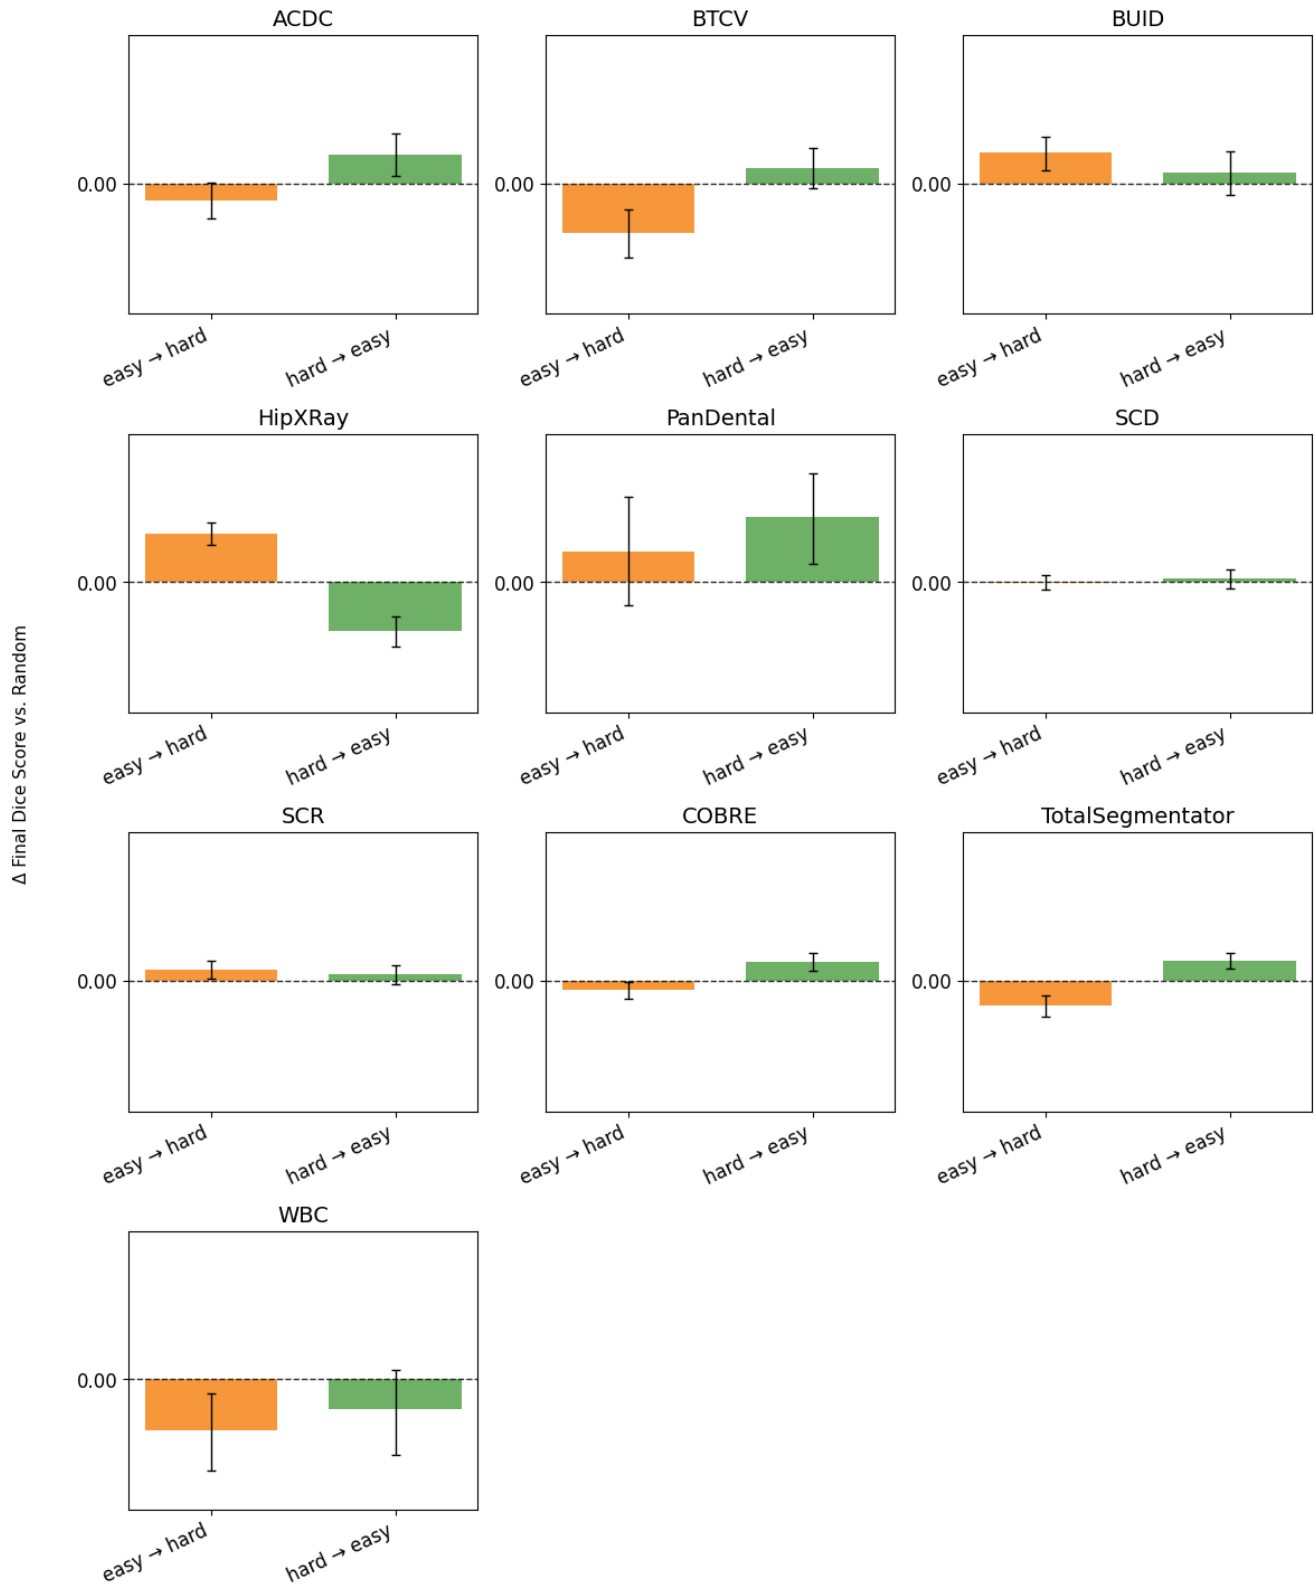 Δ Final Dice Score vs. Random
ACDC
0.00
easy → hard
hard → easy
BTCV
0.00
easy → hard
hard → easy
BUID
0.00
easy → hard
hard → easy
HipXRay
0.00
easy → hard
hard → easy
PanDental
0.00
easy → hard
hard → easy
SCD
0.00
easy → hard
hard → easy
SCR
0.00
easy → hard
hard → easy
COBRE
0.00
easy → hard
hard → easy
TotalSegmentator
0.00
easy → hard
hard → easy
WBC
0.00
easy → hard
hard → easy